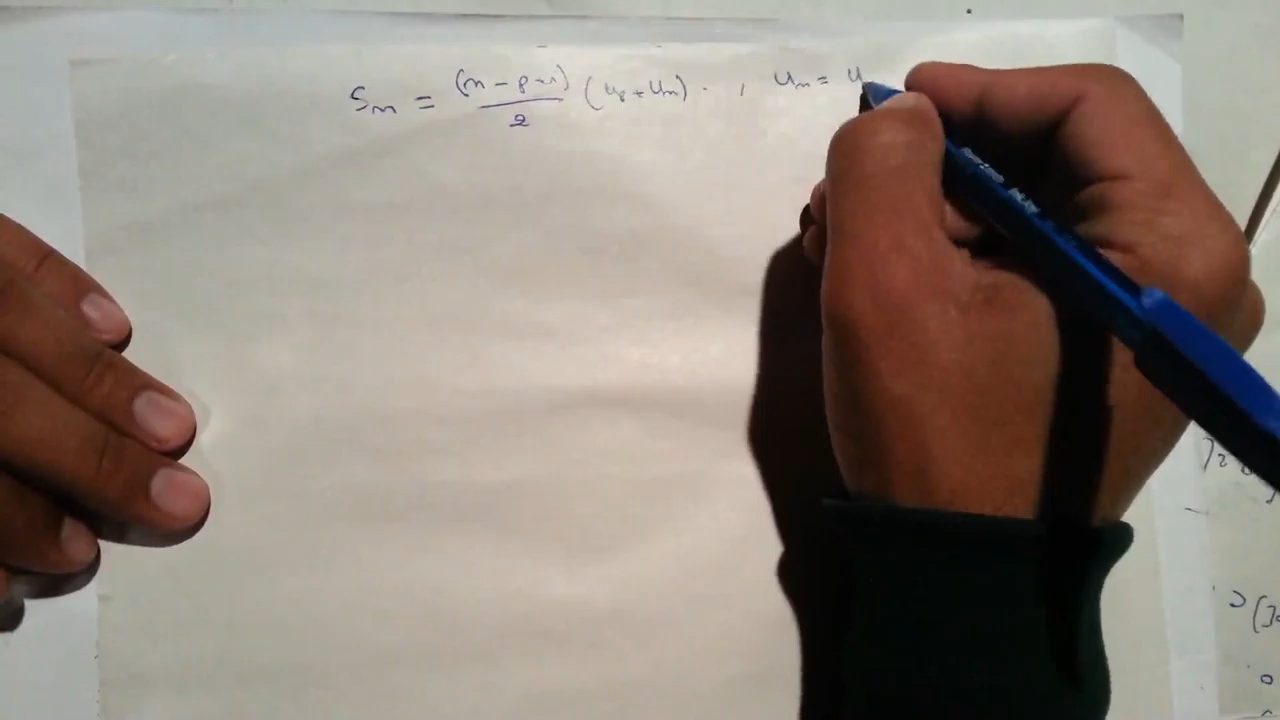 Sn = (n - p + 1)/2 (up + un) . , un = u